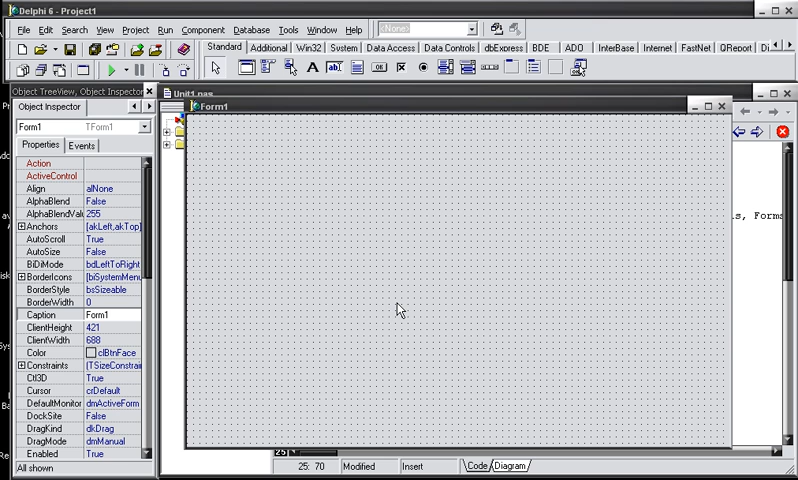 Delphi 6 - Project1
File Edit Search View Project Run Component Database Tools Window Help <None>
Standard Additional Win32 System Data Access Data Controls dbExpress BDE ADO InterBase Internet FastNet QReport
Object TreeView, Object Inspector
Unit1.pas
Object Inspector
Form1
Form1 TForm1
Properties Events
Action
ActiveControl
Align alNone
AlphaBlend False
AlphaBlendValu 255
Anchors [akLeft,akTop]
AutoScroll True
AutoSize False
BiDiMode bdLeftToRight
BorderIcons [biSystemMenu
BorderStyle bsSizeable
BorderWidth 0
Caption Form1
ClientHeight 421
ClientWidth 688
Color clBtnFace
Constraints (TSizeConstrain
Ctl3D True
Cursor crDefault
DefaultMonitor dmActiveForm
DockSite False
DragKind dkDrag
DragMode dmManual
Enabled True
All shown
s, Forms
25
25: 70 Modified Insert Code Diagram